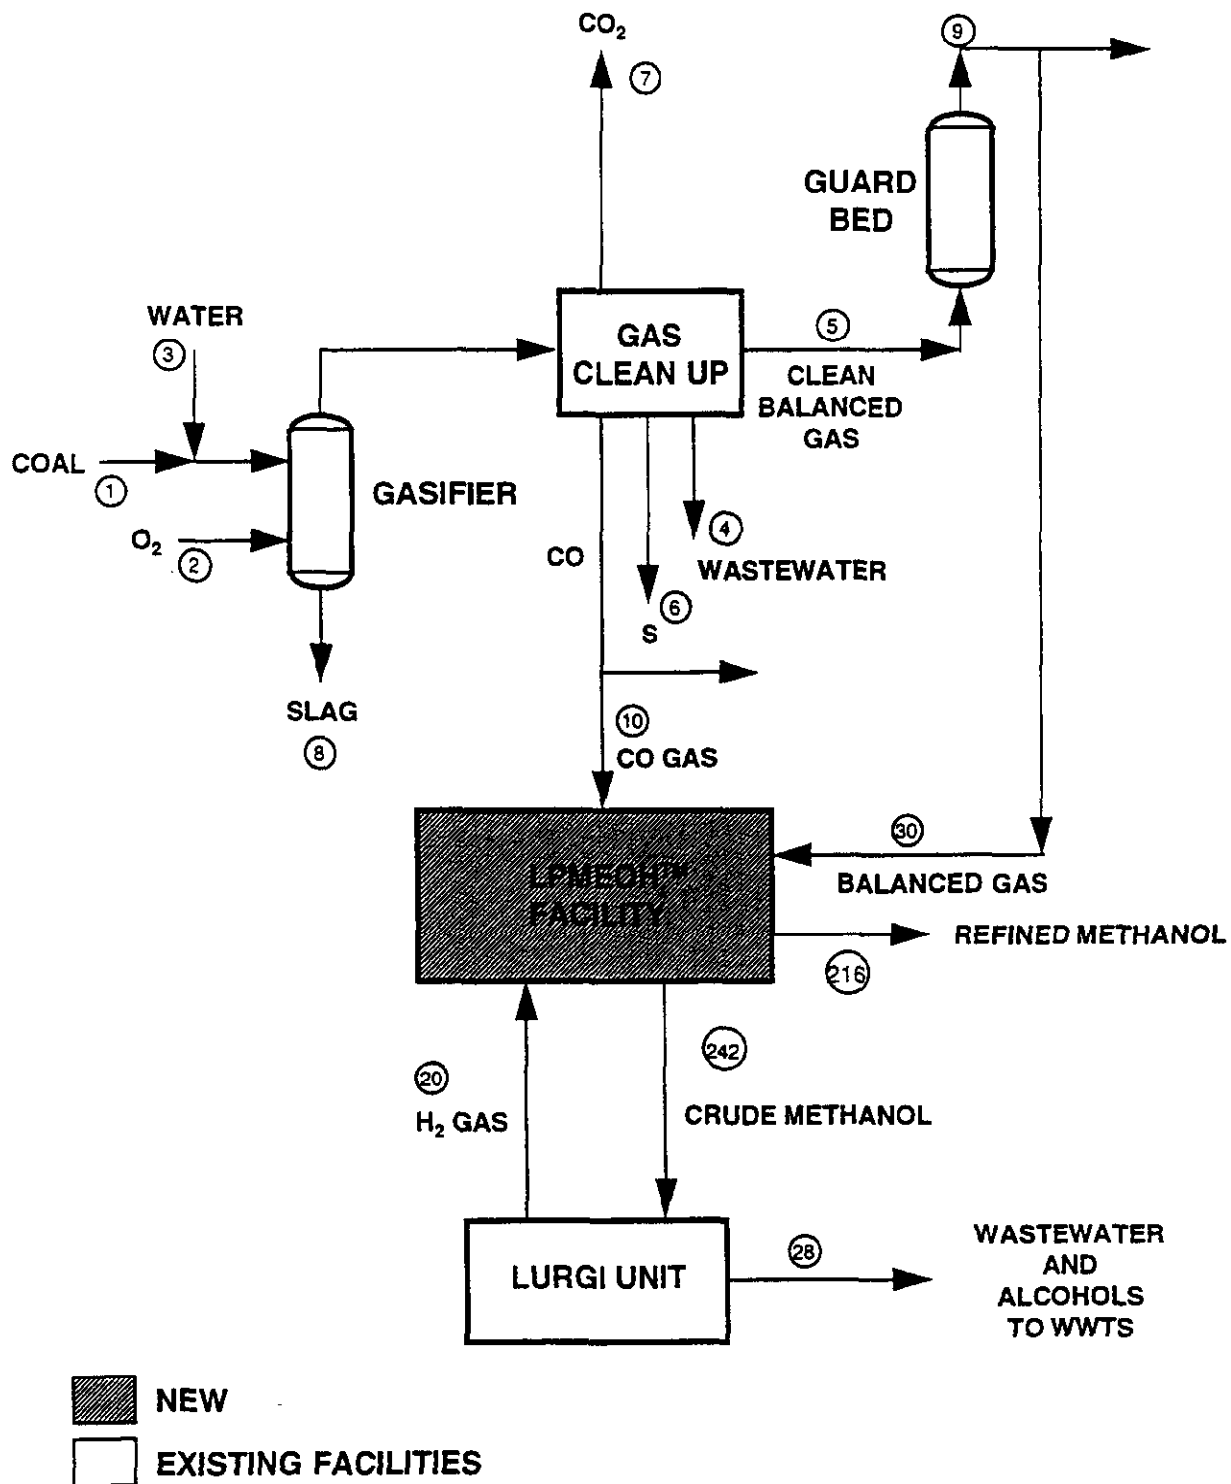 CO₂
7
9
GUARD
BED
WATER
3
GAS
CLEAN UP
5
CLEAN
BALANCED
GAS
COAL
1
GASIFIER
O₂
2
4
WASTEWATER
CO
6
S
SLAG
8
10
CO GAS
LPMEOH™
FACILITY
30
BALANCED GAS
REFINED METHANOL
216
242
20
H₂ GAS
CRUDE METHANOL
LURGI UNIT
28
WASTEWATER
AND
ALCOHOLS
TO WWTS
NEW
EXISTING FACILITIES